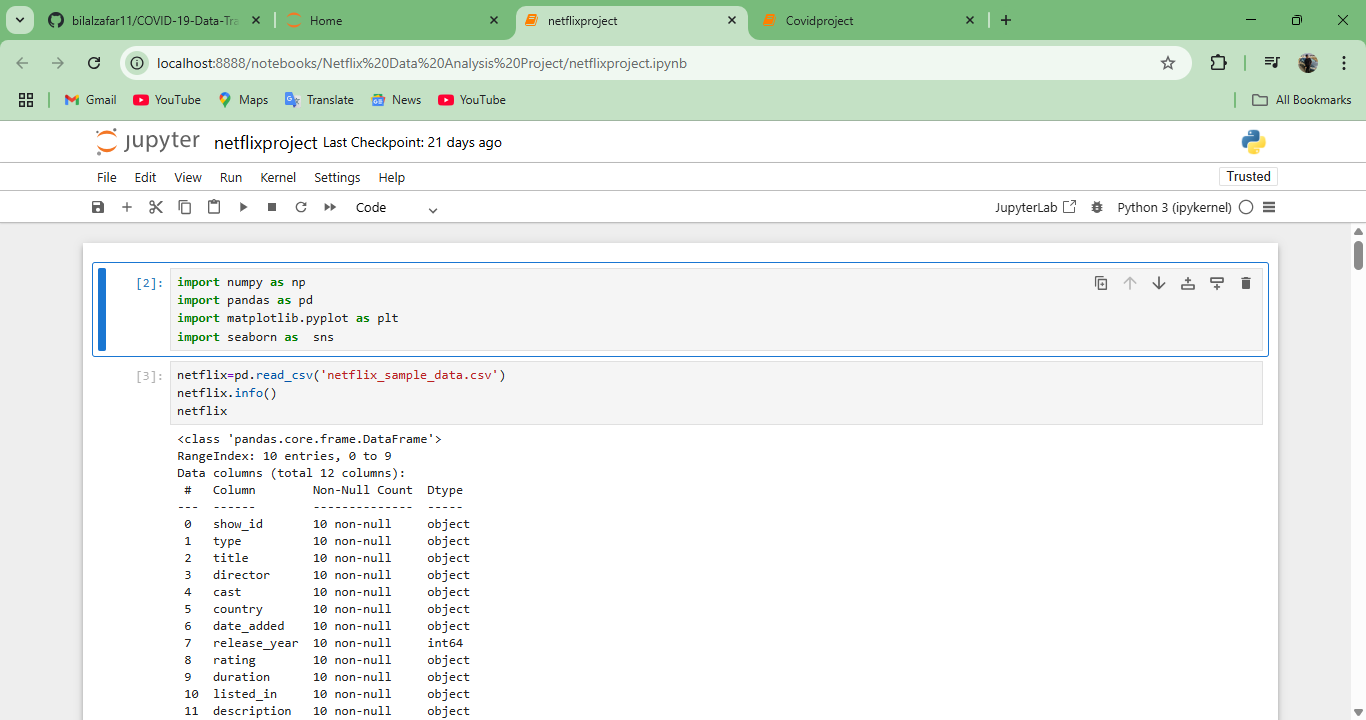 bilalzafar11/COVID-19-Data-Tra
Home
netflixproject
Covidproject
localhost:8888/notebooks/Netflix%20Data%20Analysis%20Project/netflixproject.ipynb
Gmail YouTube Maps Translate News YouTube All Bookmarks
jupyter netflixproject Last Checkpoint: 21 days ago
File Edit View Run Kernel Settings Help Trusted
Code JupyterLab Python 3 (ipykernel)
[2]: import numpy as np
import pandas as pd
import matplotlib.pyplot as plt
import seaborn as  sns
[3]: netflix=pd.read_csv('netflix_sample_data.csv')
netflix.info()
netflix
<class 'pandas.core.frame.DataFrame'>
RangeIndex: 10 entries, 0 to 9
Data columns (total 12 columns):
 #   Column        Non-Null Count  Dtype
---  ------        --------------  -----
 0   show_id       10 non-null     object
 1   type          10 non-null     object
 2   title         10 non-null     object
 3   director      10 non-null     object
 4   cast          10 non-null     object
 5   country       10 non-null     object
 6   date_added    10 non-null     object
 7   release_year  10 non-null     int64
 8   rating        10 non-null     object
 9   duration      10 non-null     object
 10  listed_in     10 non-null     object
 11  description   10 non-null     object